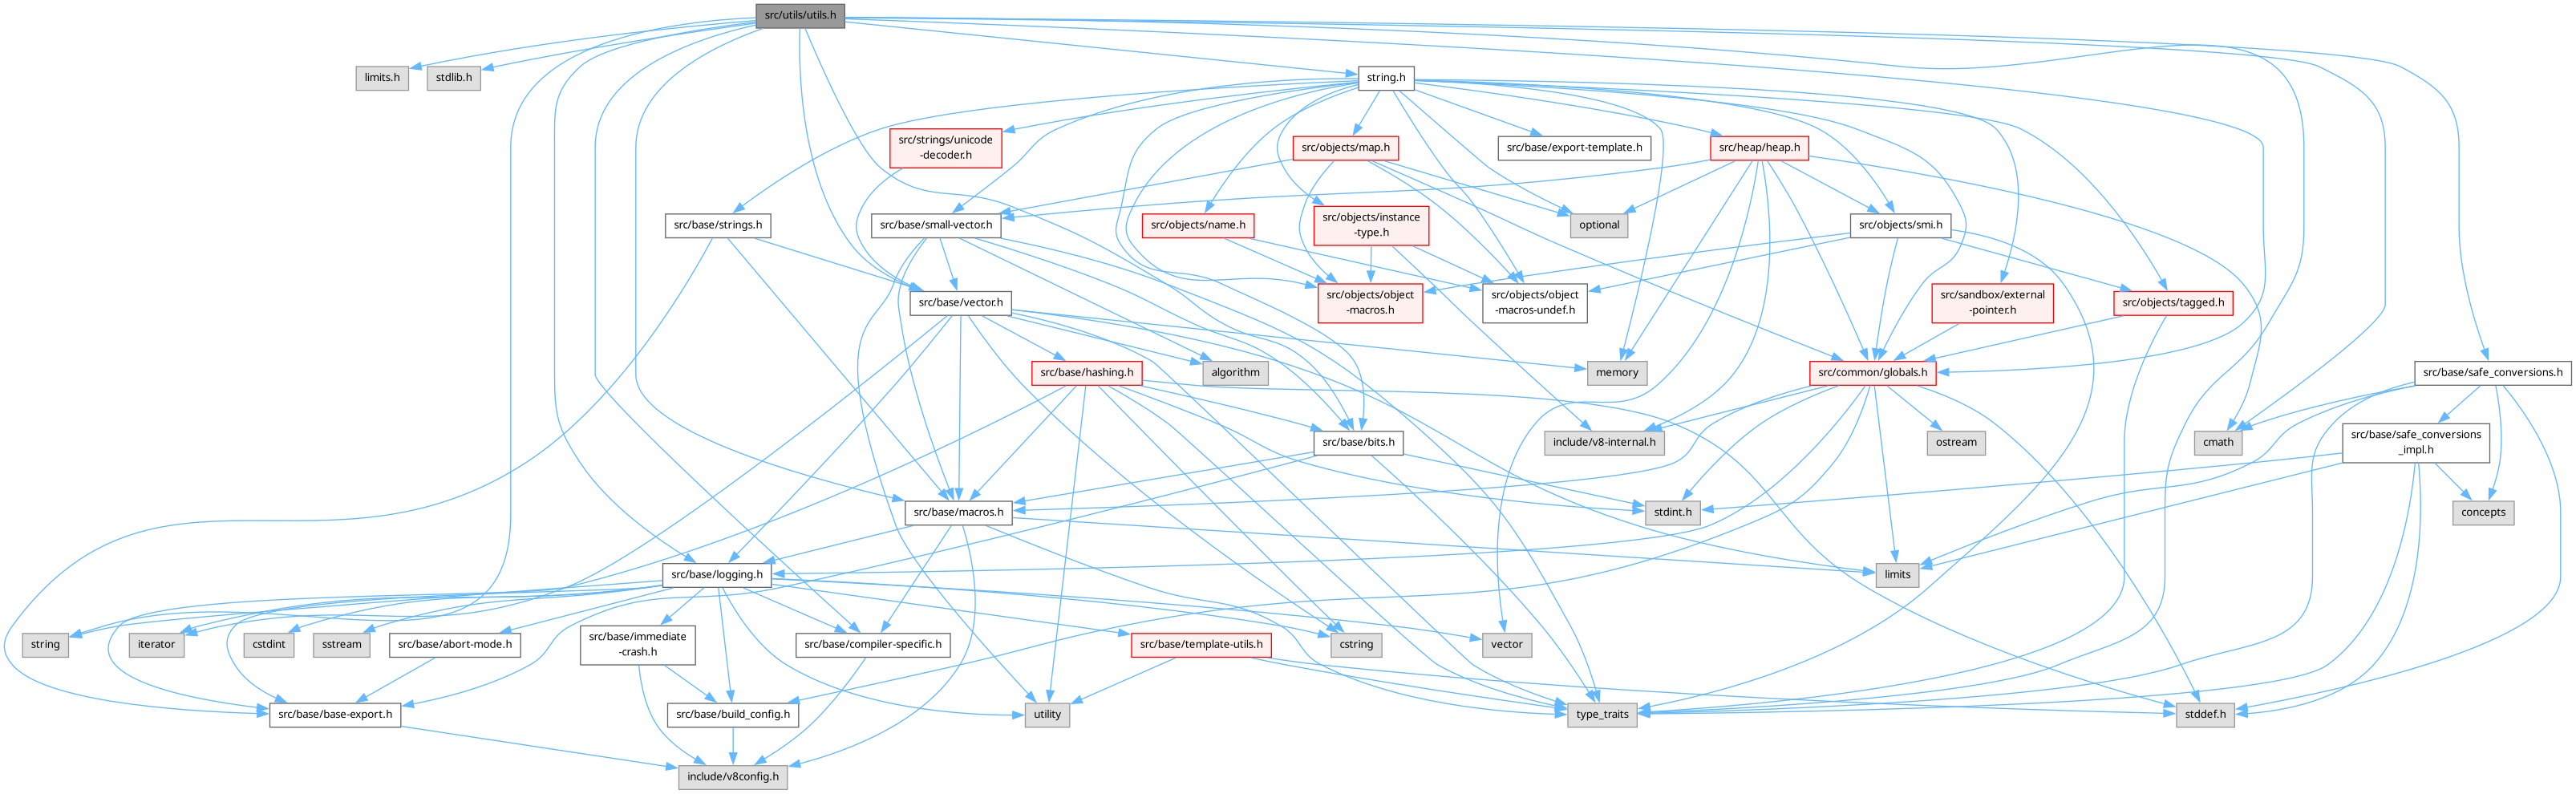 src/utils/utils.h
limits.h
stdlib.h
string.h
src/strings/unicode
-decoder.h
src/objects/map.h
src/base/export-template.h
src/heap/heap.h
src/base/strings.h
src/base/small-vector.h
src/objects/name.h
src/objects/instance
-type.h
optional
src/objects/smi.h
src/base/vector.h
src/objects/object
-macros.h
src/objects/object
-macros-undef.h
src/sandbox/external
-pointer.h
src/objects/tagged.h
src/base/hashing.h
algorithm
memory
src/common/globals.h
src/base/safe_conversions.h
src/base/bits.h
include/v8-internal.h
ostream
cmath
src/base/safe_conversions
_impl.h
src/base/macros.h
stdint.h
concepts
src/base/logging.h
limits
string
iterator
cstdint
sstream
src/base/abort-mode.h
src/base/immediate
-crash.h
src/base/compiler-specific.h
src/base/template-utils.h
cstring
vector
src/base/base-export.h
src/base/build_config.h
utility
type_traits
stddef.h
include/v8config.h